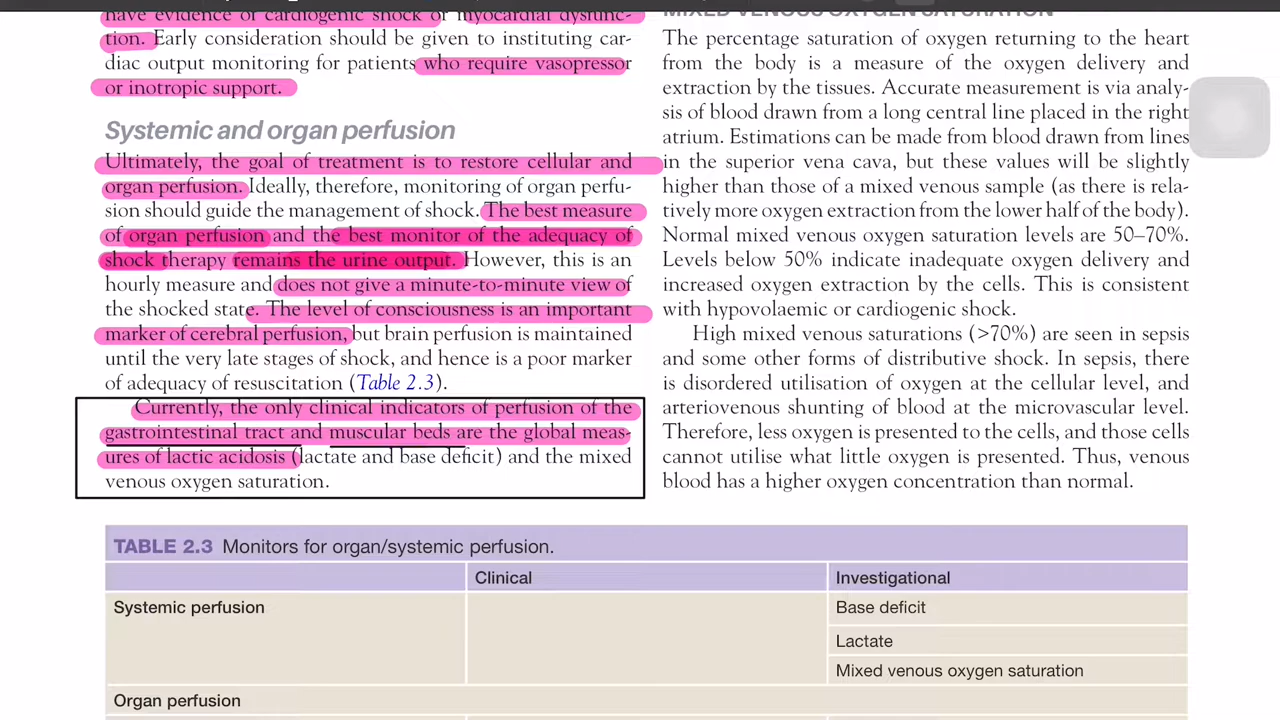 have evidence of cardiogenic shock or myocardial dysfunc-
tion. Early consideration should be given to instituting car-
diac output monitoring for patients who require vasopressor
or inotropic support.
Systemic and organ perfusion
Ultimately, the goal of treatment is to restore cellular and
organ perfusion. Ideally, therefore, monitoring of organ perfu-
sion should guide the management of shock. The best measure
of organ perfusion and the best monitor of the adequacy of
shock therapy remains the urine output. However, this is an
hourly measure and does not give a minute-to-minute view of
the shocked state. The level of consciousness is an important
marker of cerebral perfusion, but brain perfusion is maintained
until the very late stages of shock, and hence is a poor marker
of adequacy of resuscitation (Table 2.3).
Currently, the only clinical indicators of perfusion of the
gastrointestinal tract and muscular beds are the global meas-
ures of lactic acidosis (lactate and base deficit) and the mixed
venous oxygen saturation.
MIXED VENOUS OXYGEN SATURATION
The percentage saturation of oxygen returning to the heart
from the body is a measure of the oxygen delivery and
extraction by the tissues. Accurate measurement is via analy-
sis of blood drawn from a long central line placed in the right
atrium. Estimations can be made from blood drawn from lines
in the superior vena cava, but these values will be slightly
higher than those of a mixed venous sample (as there is rela-
tively more oxygen extraction from the lower half of the body).
Normal mixed venous oxygen saturation levels are 50–70%.
Levels below 50% indicate inadequate oxygen delivery and
increased oxygen extraction by the cells. This is consistent
with hypovolaemic or cardiogenic shock.
High mixed venous saturations (>70%) are seen in sepsis
and some other forms of distributive shock. In sepsis, there
is disordered utilisation of oxygen at the cellular level, and
arteriovenous shunting of blood at the microvascular level.
Therefore, less oxygen is presented to the cells, and those cells
cannot utilise what little oxygen is presented. Thus, venous
blood has a higher oxygen concentration than normal.
TABLE 2.3 Monitors for organ/systemic perfusion.
Clinical
Investigational
Systemic perfusion
Base deficit
Lactate
Mixed venous oxygen saturation
Organ perfusion